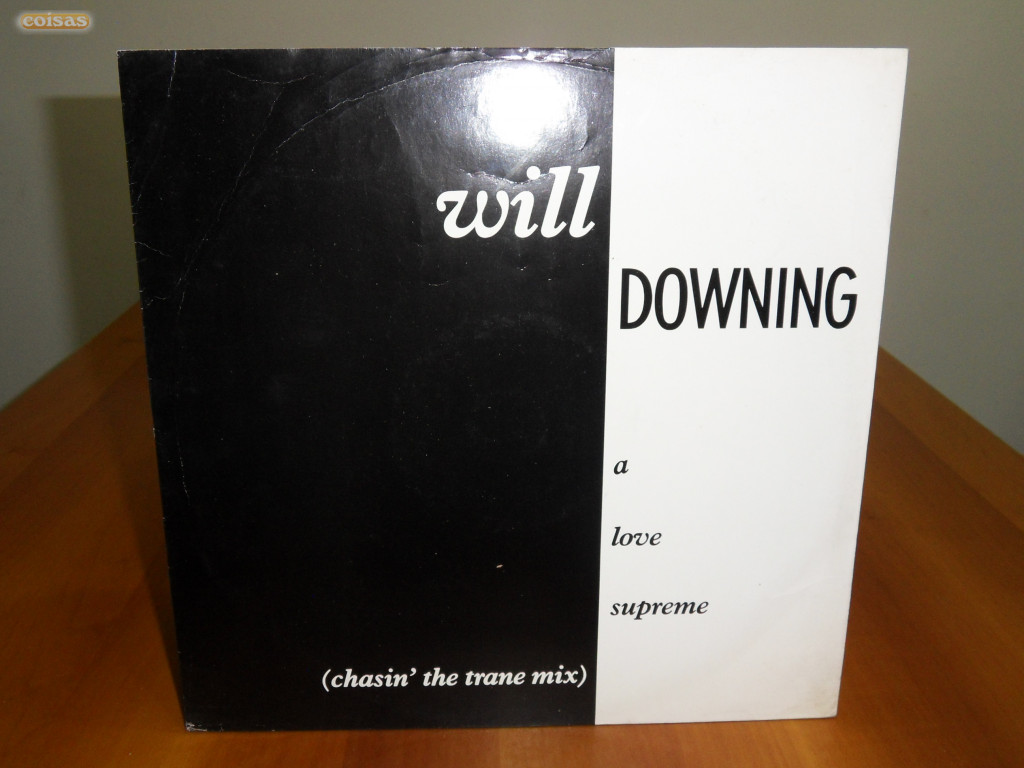 coisas
will
DOWNING
a
love
supreme
(chasin' the trane mix)